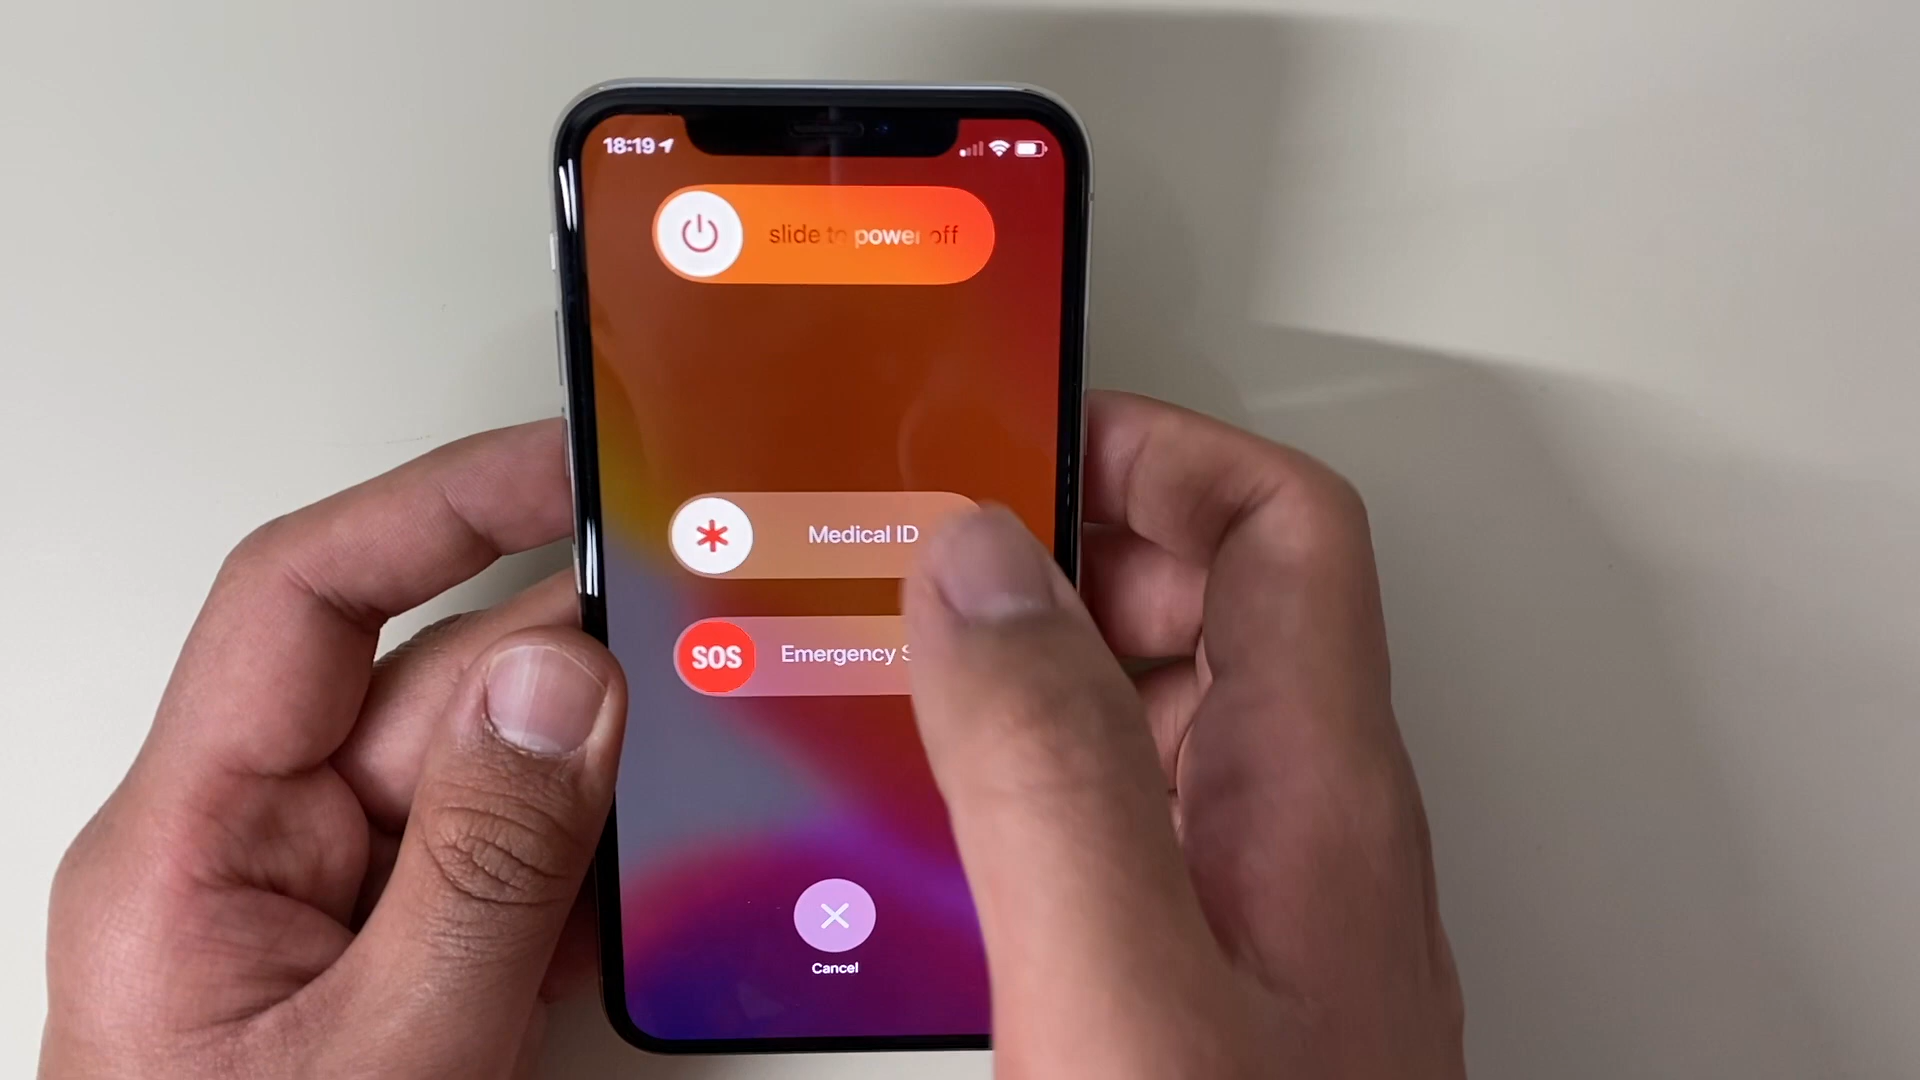 18:19
slide to power off
Medical ID
SOS
Emergency
Cancel